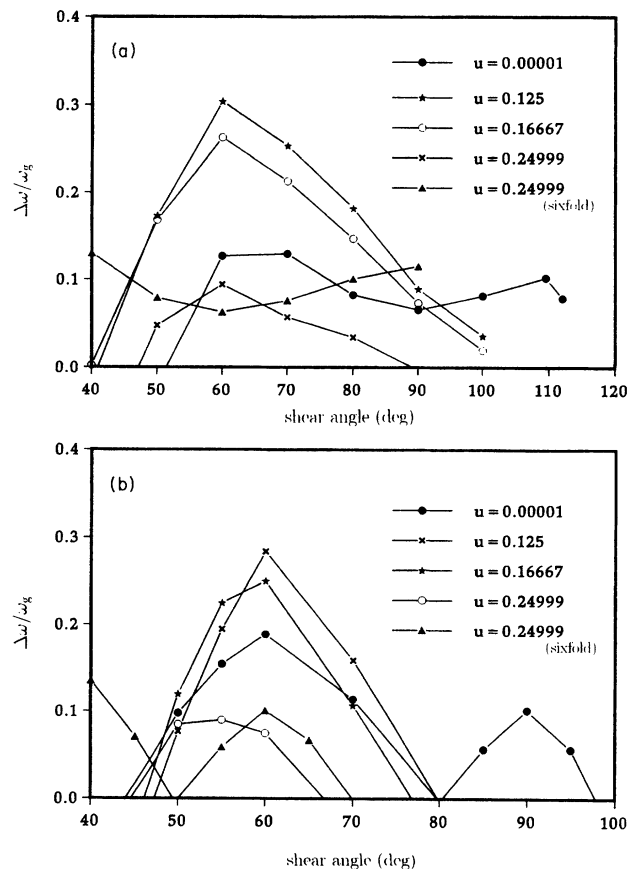 0.4
(a)
u = 0.00001
0.3
u = 0.125
u = 0.16667
Δω/ω_g
0.2
u = 0.24999
u = 0.24999
(sixfold)
0.1
0.0
40 50 60 70 80 90 100 110 120
shear angle (deg)
0.4
(b)
u = 0.00001
0.3
u = 0.125
u = 0.16667
Δω/ω_g
0.2
u = 0.24999
u = 0.24999
(sixfold)
0.1
0.0
40 50 60 70 80 90 100
shear angle (deg)